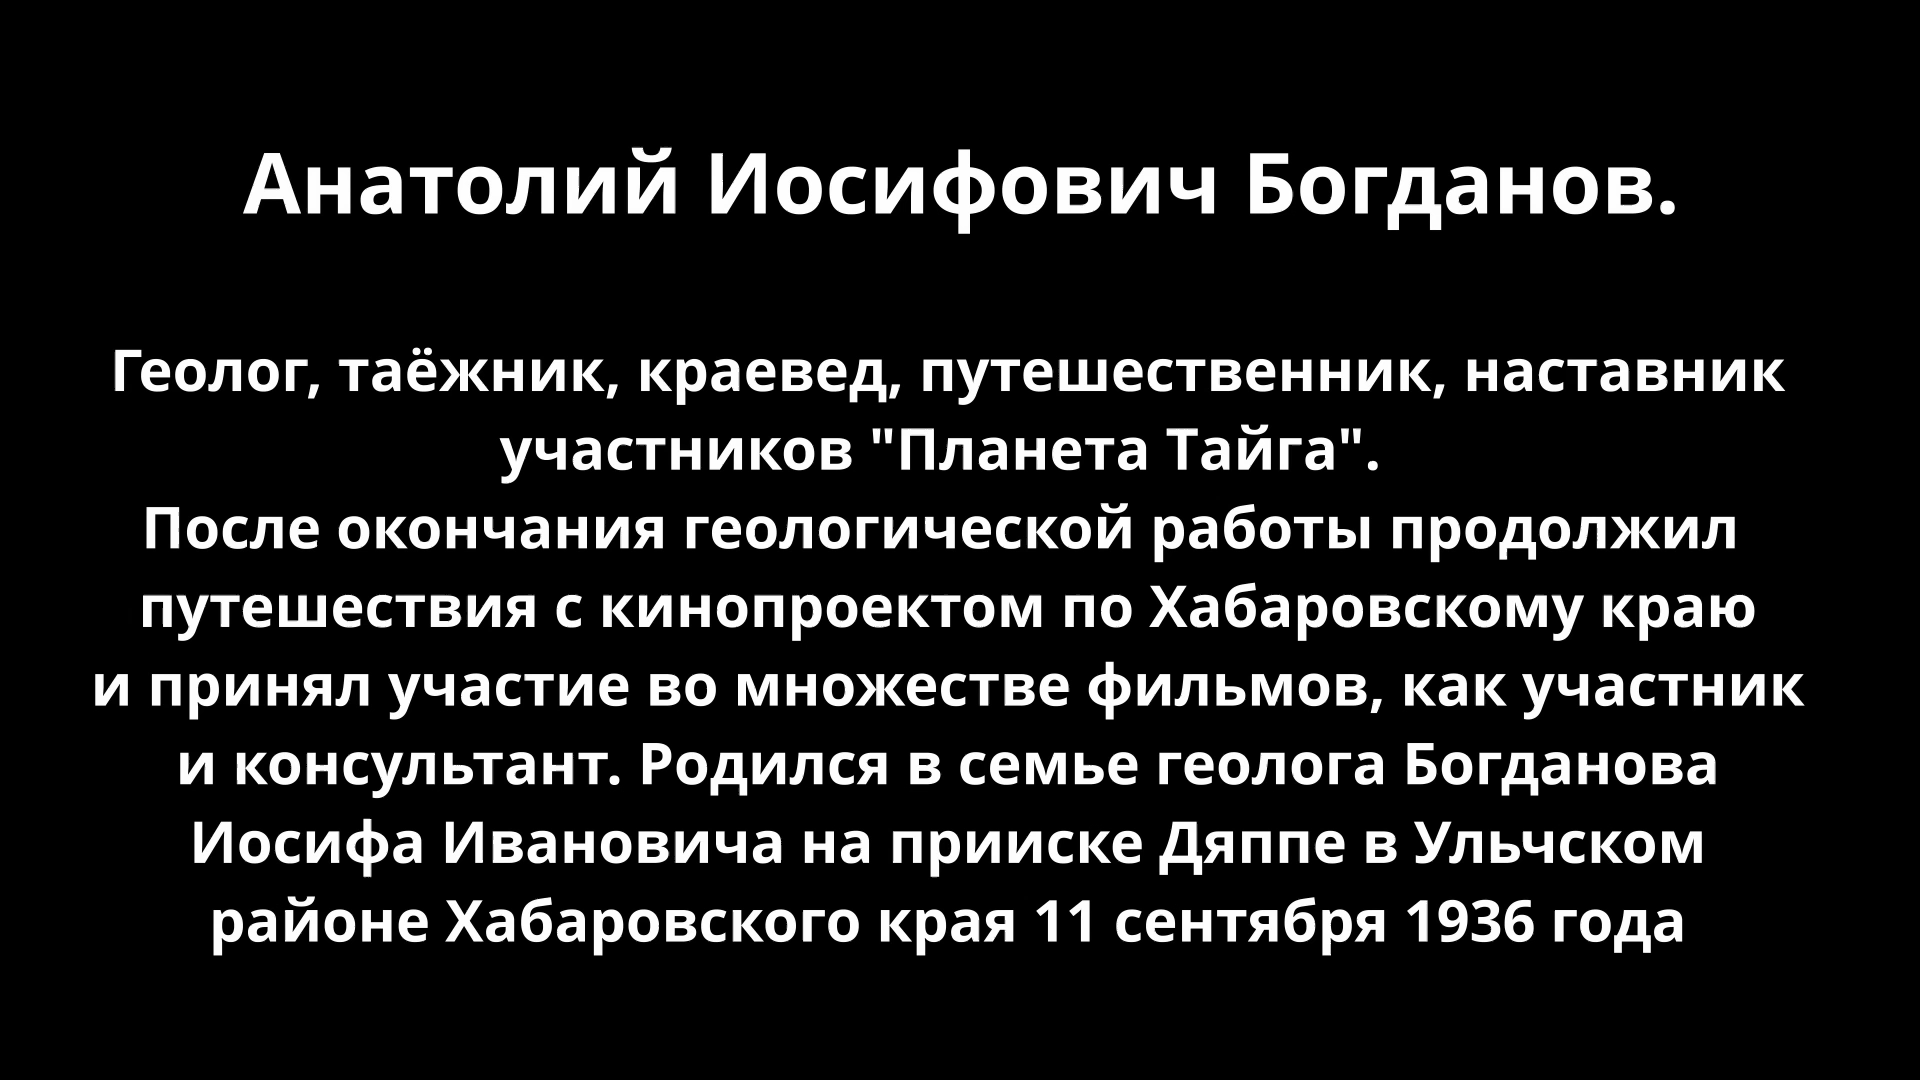 Анатолий Иосифович Богданов.
Геолог, таёжник, краевед, путешественник, наставник
участников "Планета Тайга".
После окончания геологической работы продолжил
путешествия с кинопроектом по Хабаровскому краю
и принял участие во множестве фильмов, как участник
и консультант. Родился в семье геолога Богданова
Иосифа Ивановича на прииске Дяппе в Ульчском
районе Хабаровского края 11 сентября 1936 года